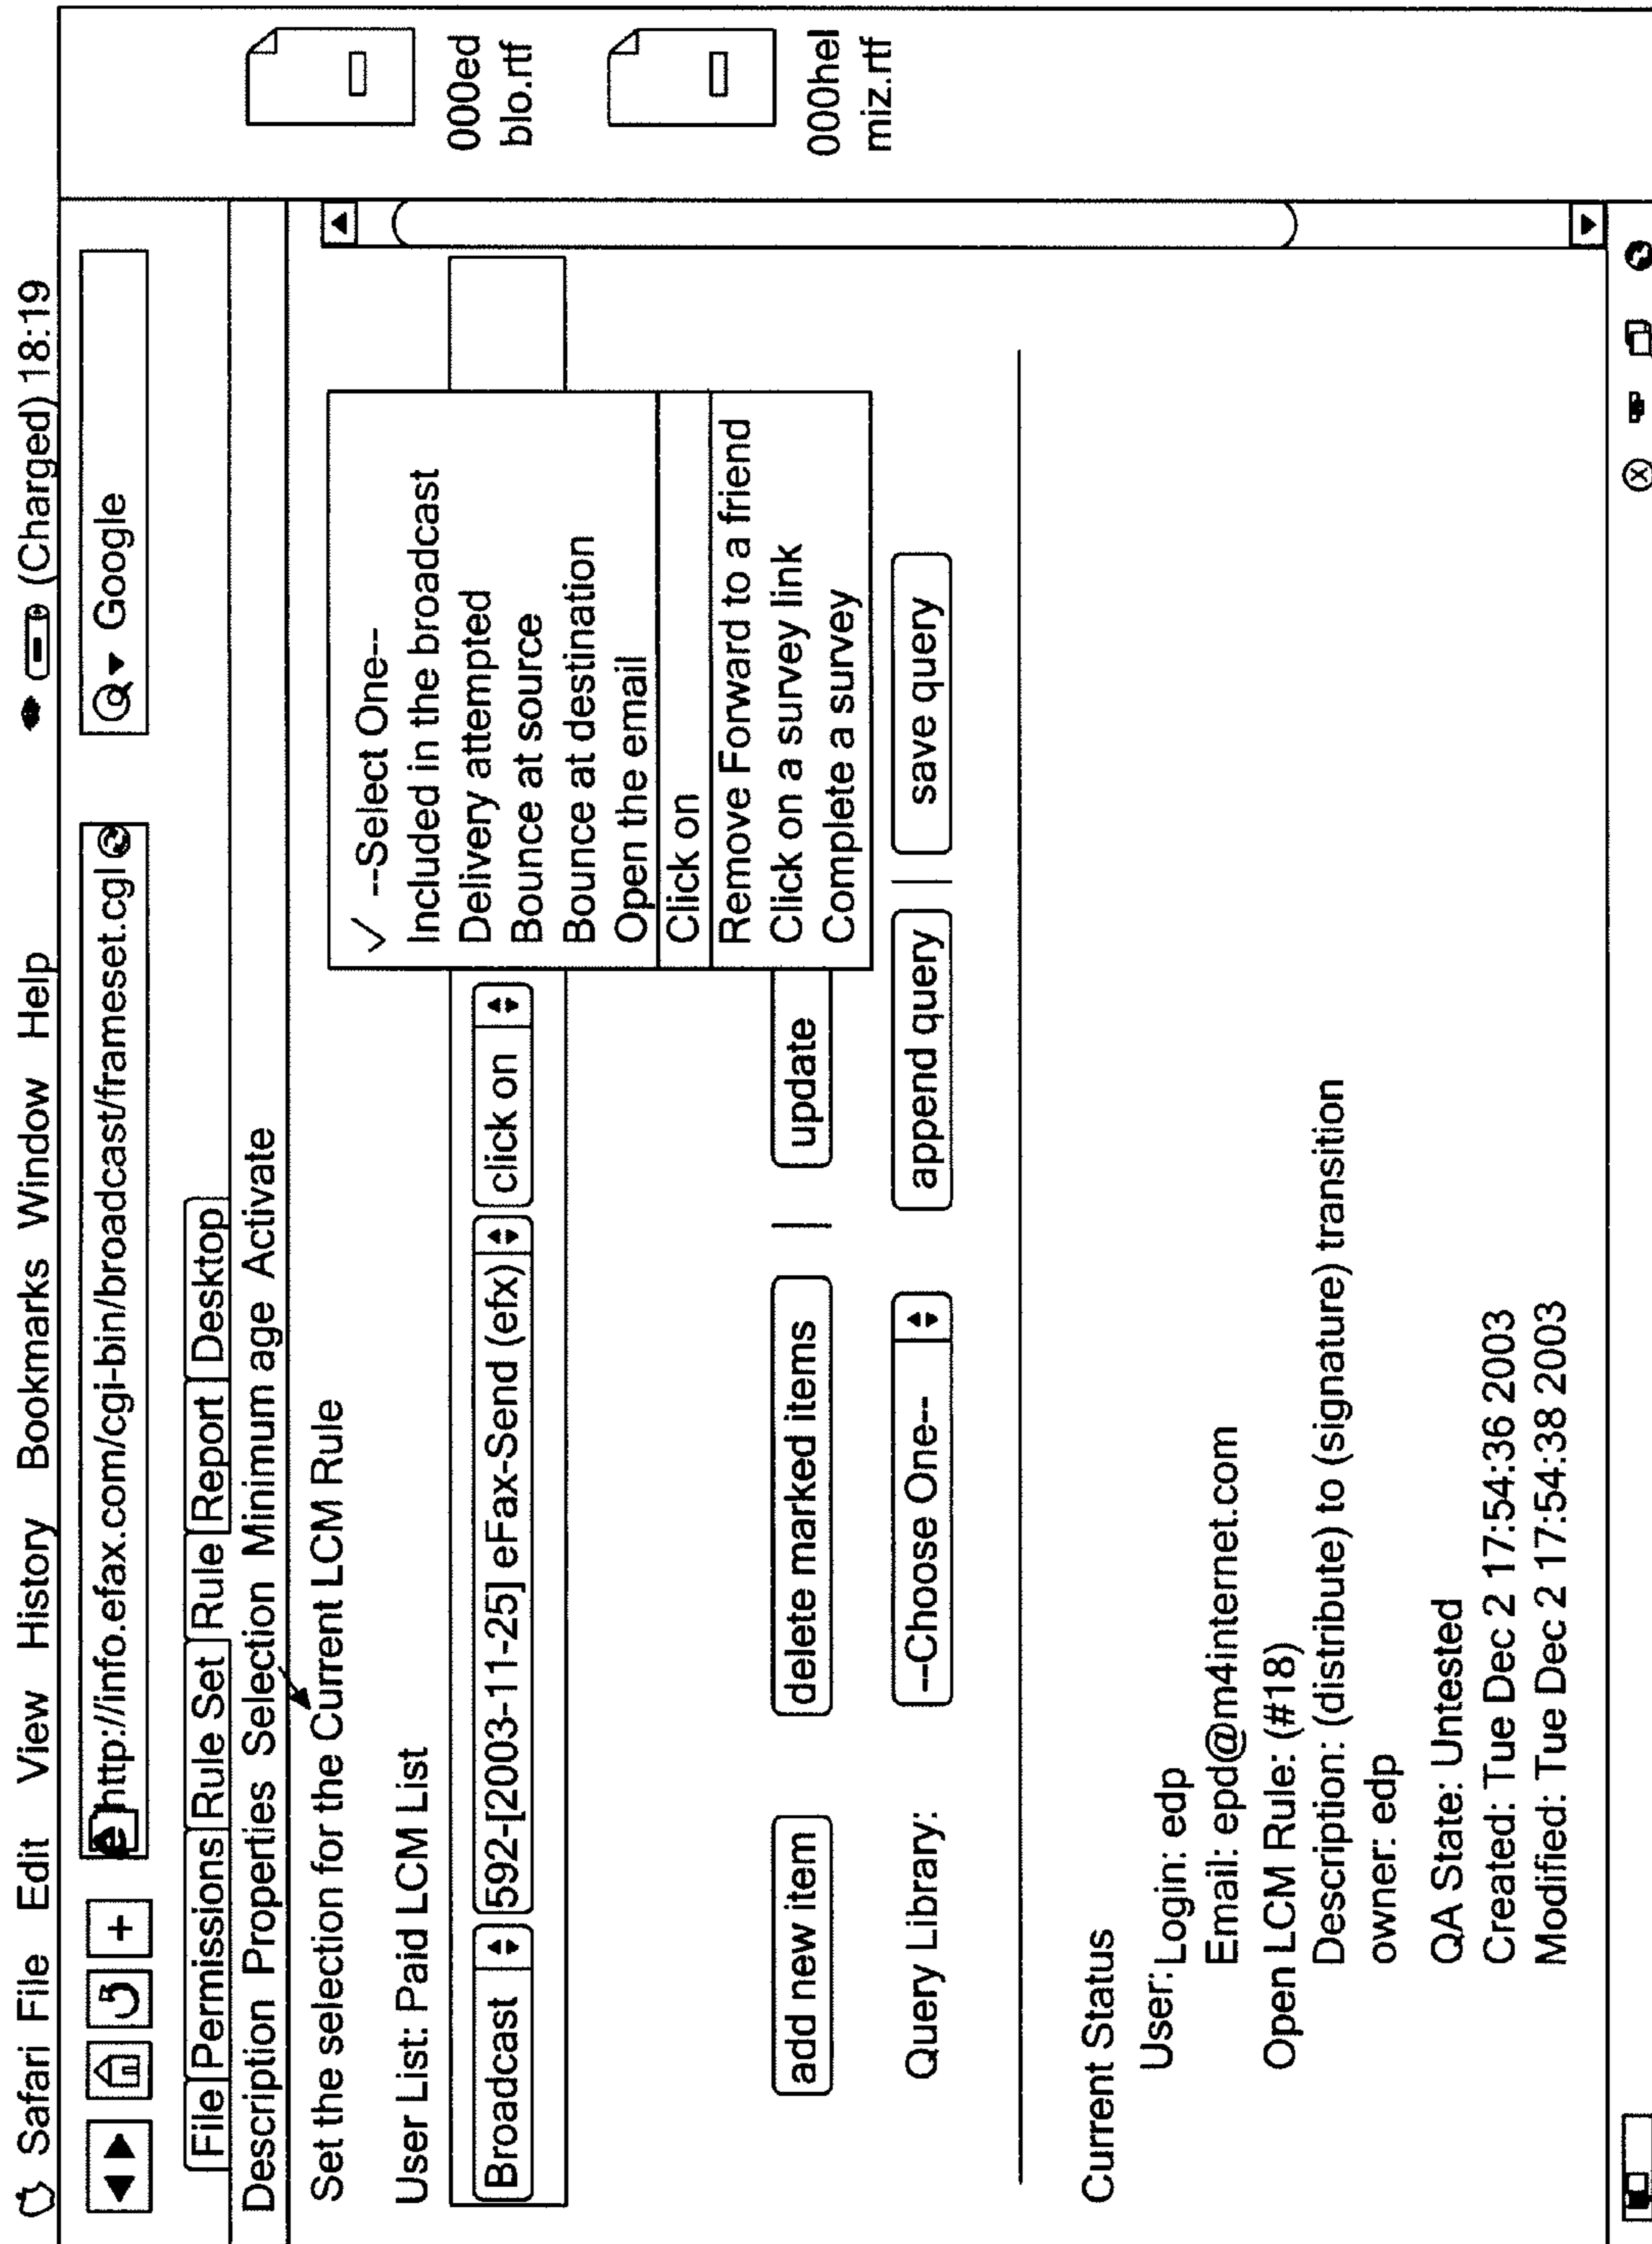 Safari File Edit View History Bookmarks Window Help (Charged) 18:19
http://info.efax.com/cgi-bin/broadcast/frameset.cgl Google
File Permissions Rule Set Rule Report Desktop
Description Properties Selection Minimum age Activate
Set the selection for the Current LCM Rule
User List: Paid LCM List
Broadcast 592-[2003-11-25] eFax-Send (efx) click on
--Select One--
Included in the broadcast
Delivery attempted
Bounce at source
Bounce at destination
Open the email
Click on
Remove Forward to a friend
Click on a survey link
Complete a survey
add new item delete marked items | update
Query Library: --Choose One-- append query | save query
Current Status
User: Login: edp
Email: epd@m4internet.com
Open LCM Rule: (#18)
Description: (distribute) to (signature) transition
owner: edp
QA State: Untested
Created: Tue Dec 2 17:54:36 2003
Modified: Tue Dec 2 17:54:38 2003
000ed
blo.rtf
000hel
miz.rtf